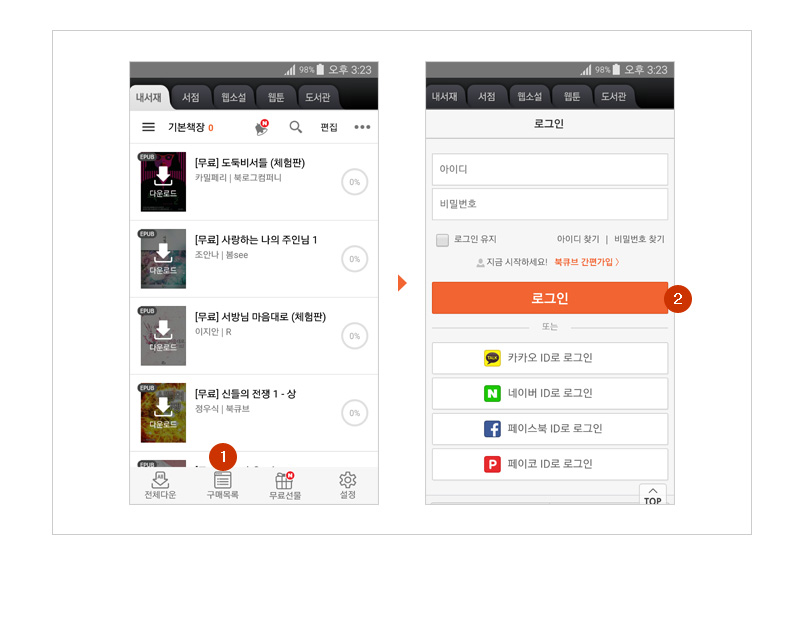 98% 오후 3:23
내서재 서점 웹소설 웹툰 도서관
기본책장 0 N 편집
EPUB
[무료] 도둑비서들 (체험판)
카밀페리 | 북로그컴퍼니
다운로드
0%
EPUB
[무료] 사랑하는 나의 주인님 1
조안나 | 봄see
다운로드
0%
EPUB
[무료] 서방님 마음대로 (체험판)
이지안 | R
다운로드
0%
EPUB
[무료] 신들의 전쟁 1 - 상
정우식 | 북큐브
다운로드
0%
EPUB
1
N
전체다운 구매목록 무료선물 설정
98% 오후 3:23
내서재 서점 웹소설 웹툰 도서관
로그인
아이디
비밀번호
로그인 유지 아이디 찾기 | 비밀번호 찾기
지금 시작하세요! 북큐브 간편가입 〉
로그인
2
또는
TALK 카카오 ID로 로그인
N 네이버 ID로 로그인
f 페이스북 ID로 로그인
P 페이코 ID로 로그인
TOP